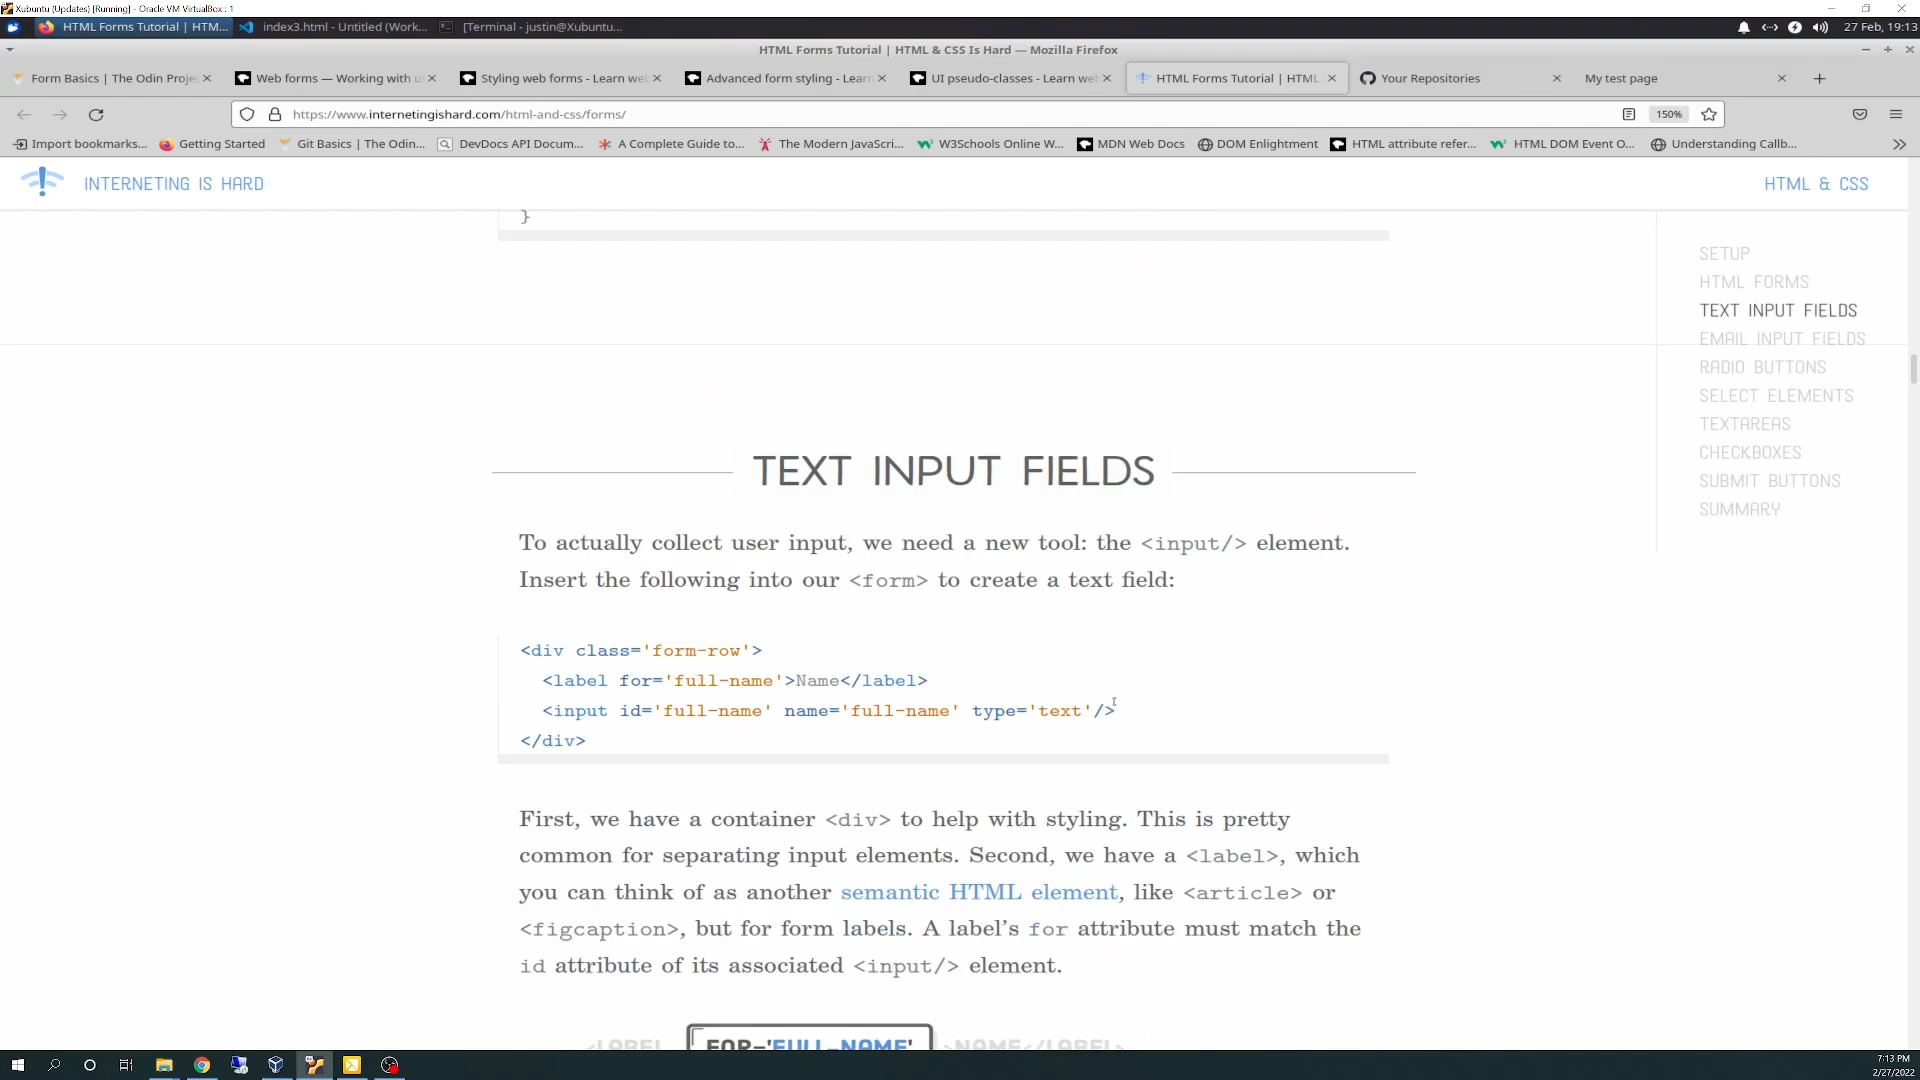 Xubuntu (Updates) [Running] - Oracle VM VirtualBox : 1
HTML Forms Tutorial | HTM...
index3.html - Untitled (Work...
[Terminal - justin@Xubuntu...
27 Feb, 19:13
HTML Forms Tutorial | HTML & CSS Is Hard — Mozilla Firefox
Form Basics | The Odin Proje
Web forms — Working with u
Styling web forms - Learn we
Advanced form styling - Lear
UI pseudo-classes - Learn we
HTML Forms Tutorial | HTML
Your Repositories
My test page
https://www.internetingishard.com/html-and-css/forms/
150%
Import bookmarks...
Getting Started
Git Basics | The Odin...
DevDocs API Docum...
A Complete Guide to...
The Modern JavaScri...
W3Schools Online W...
MDN Web Docs
DOM Enlightment
HTML attribute refer...
HTML DOM Event O...
Understanding Callb...
INTERNETING IS HARD
HTML & CSS
}
SETUP
HTML FORMS
TEXT INPUT FIELDS
EMAIL INPUT FIELDS
RADIO BUTTONS
SELECT ELEMENTS
TEXTAREAS
CHECKBOXES
SUBMIT BUTTONS
SUMMARY
TEXT INPUT FIELDS
To actually collect user input, we need a new tool: the <input/> element.
Insert the following into our <form> to create a text field:
<div class='form-row'>
<label for='full-name'>Name</label>
<input id='full-name' name='full-name' type='text'/>
</div>
First, we have a container <div> to help with styling. This is pretty
common for separating input elements. Second, we have a <label>, which
you can think of as another semantic HTML element, like <article> or
<figcaption>, but for form labels. A label’s for attribute must match the
id attribute of its associated <input/> element.
<LABEL FOR='FULL-NAME' >NAME</LABEL>
7:13 PM
2/27/2022